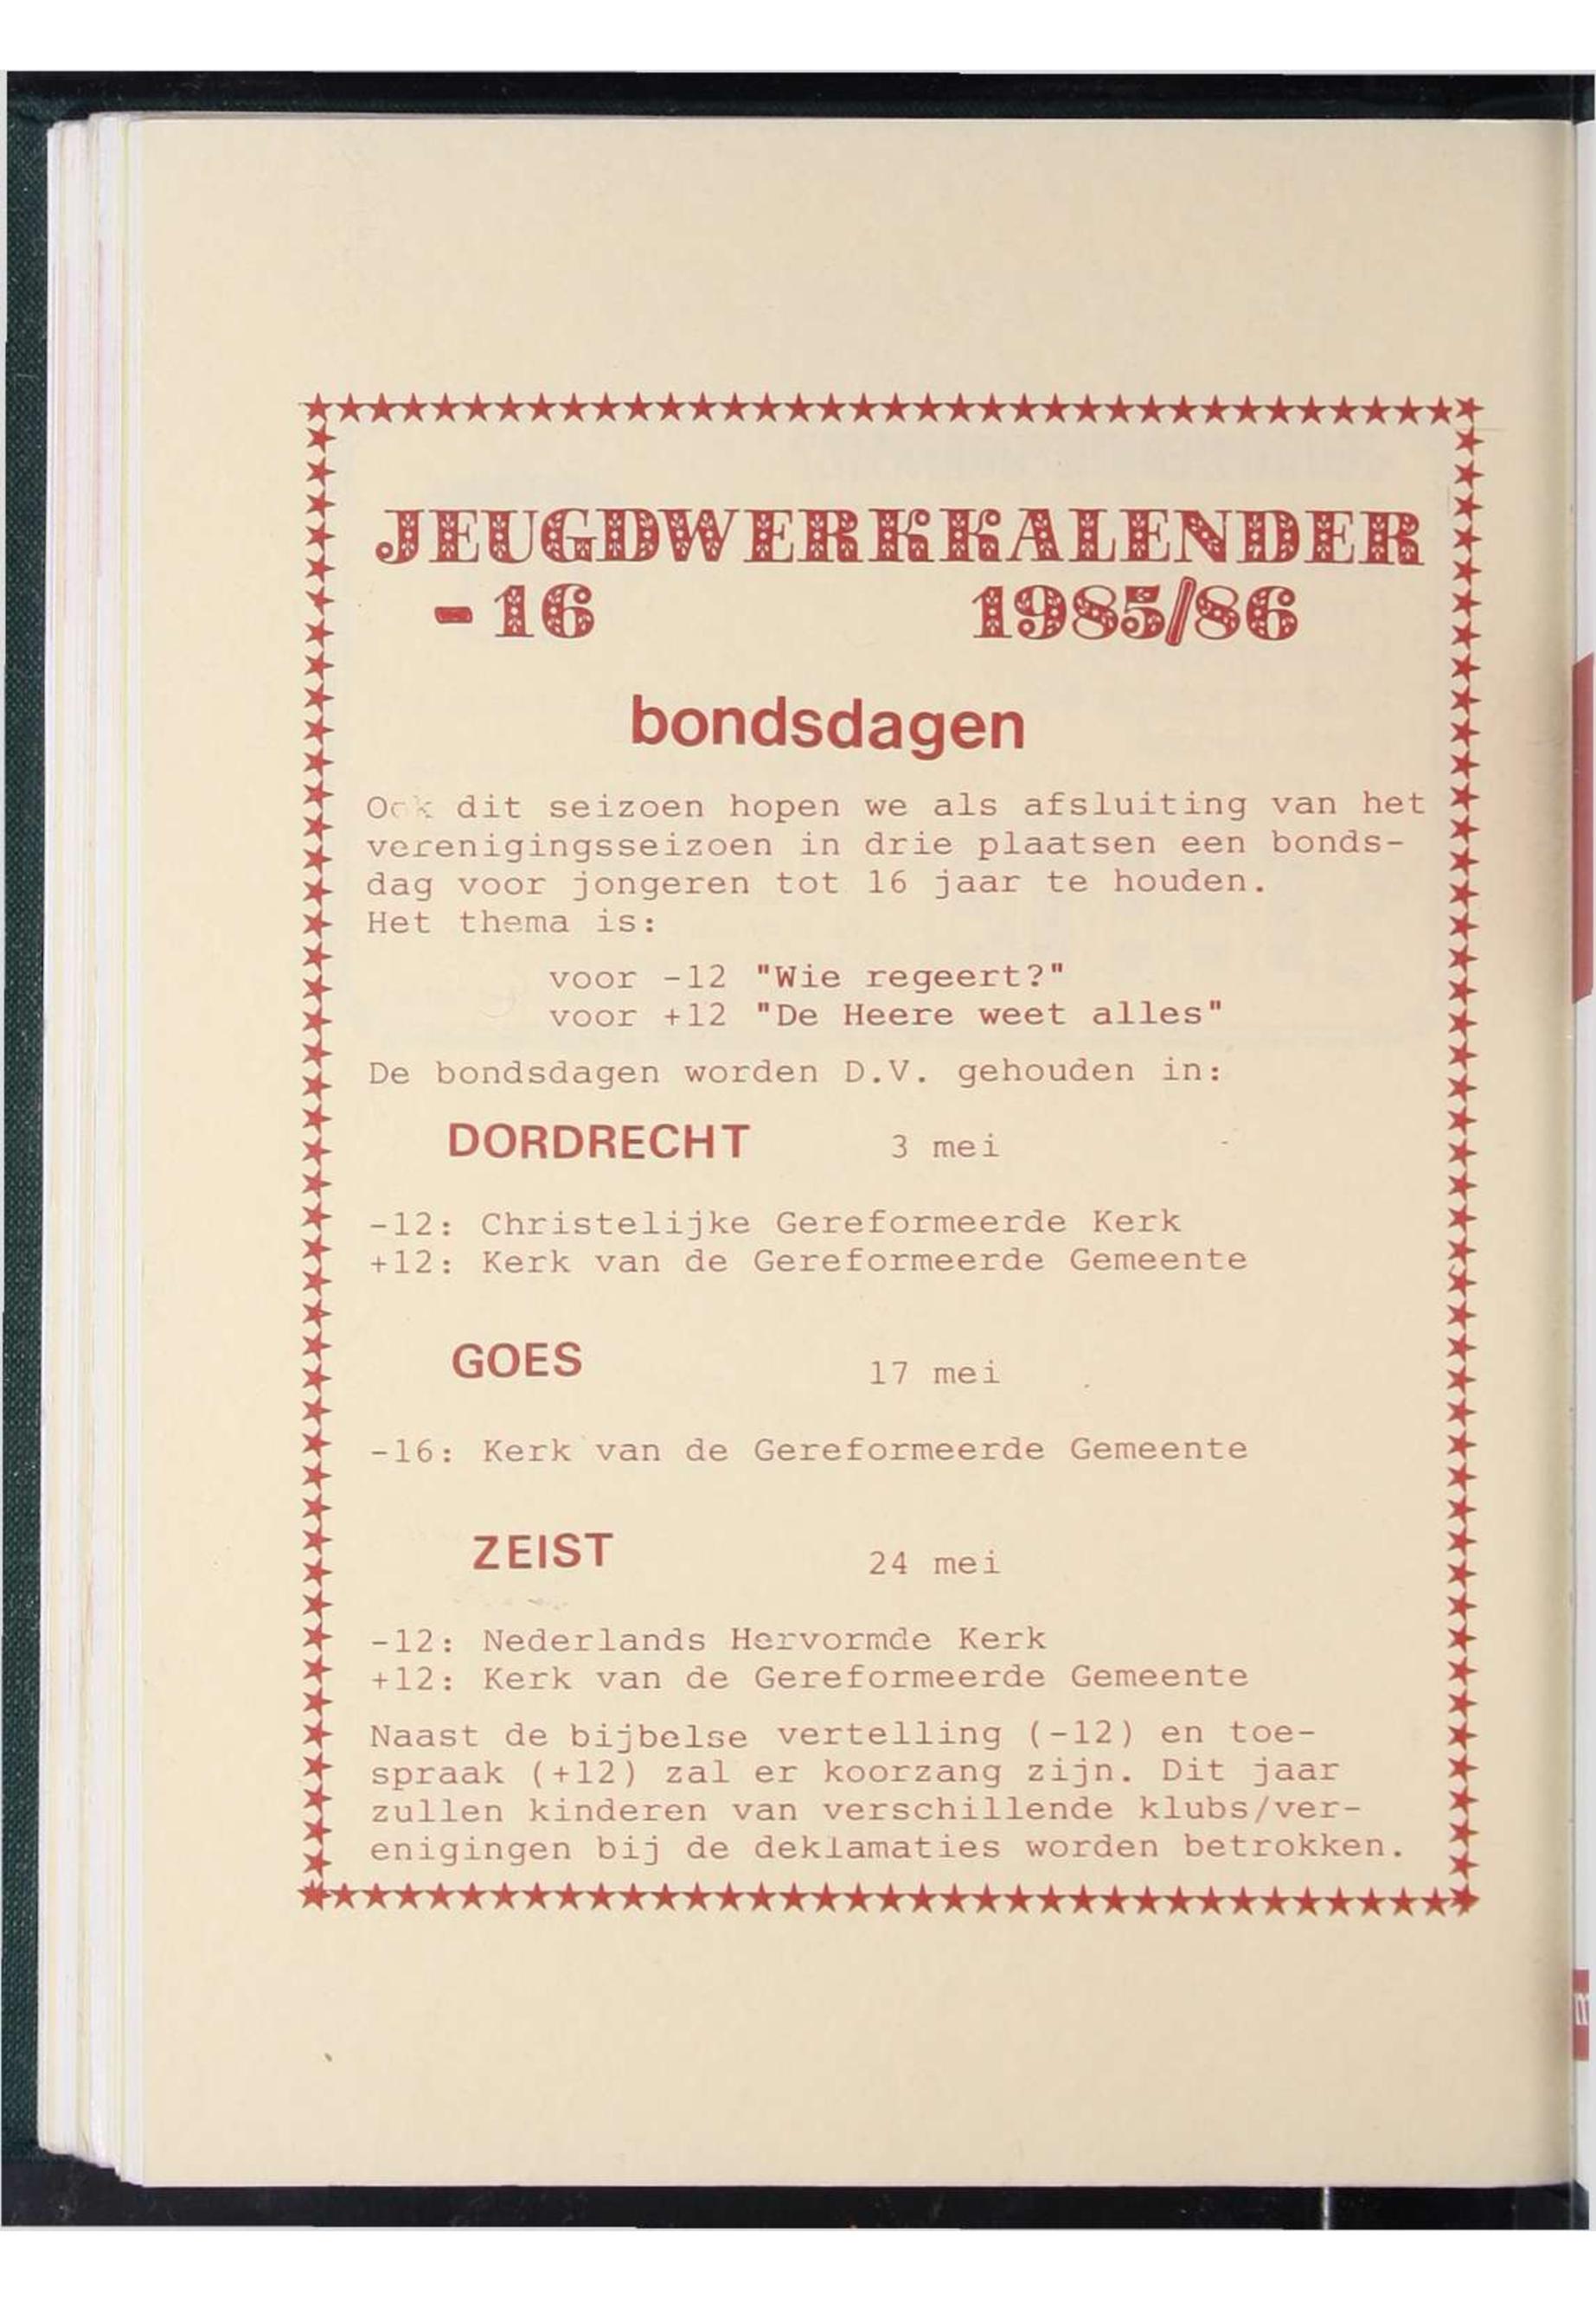 JEUGDWERKKALENDER
- 16 1985/86
bondsdagen
Ook dit seizoen hopen we als afsluiting van het
verenigingsseizoen in drie plaatsen een bonds-
dag voor jongeren tot 16 jaar te houden.
Het thema is:
voor -12 "Wie regeert?"
voor +12 "De Heere weet alles"
De bondsdagen worden D.V. gehouden in:
DORDRECHT 3 mei
-12: Christelijke Gereformeerde Kerk
+12: Kerk van de Gereformeerde Gemeente
GOES 17 mei
-16: Kerk van de Gereformeerde Gemeente
ZEIST 24 mei
-12: Nederlands Hervormde Kerk
+12: Kerk van de Gereformeerde Gemeente
Naast de bijbelse vertelling (-12) en toe-
spraak (+12) zal er koorzang zijn. Dit jaar
zullen kinderen van verschillende klubs/ver-
enigingen bij de deklamaties worden betrokken.